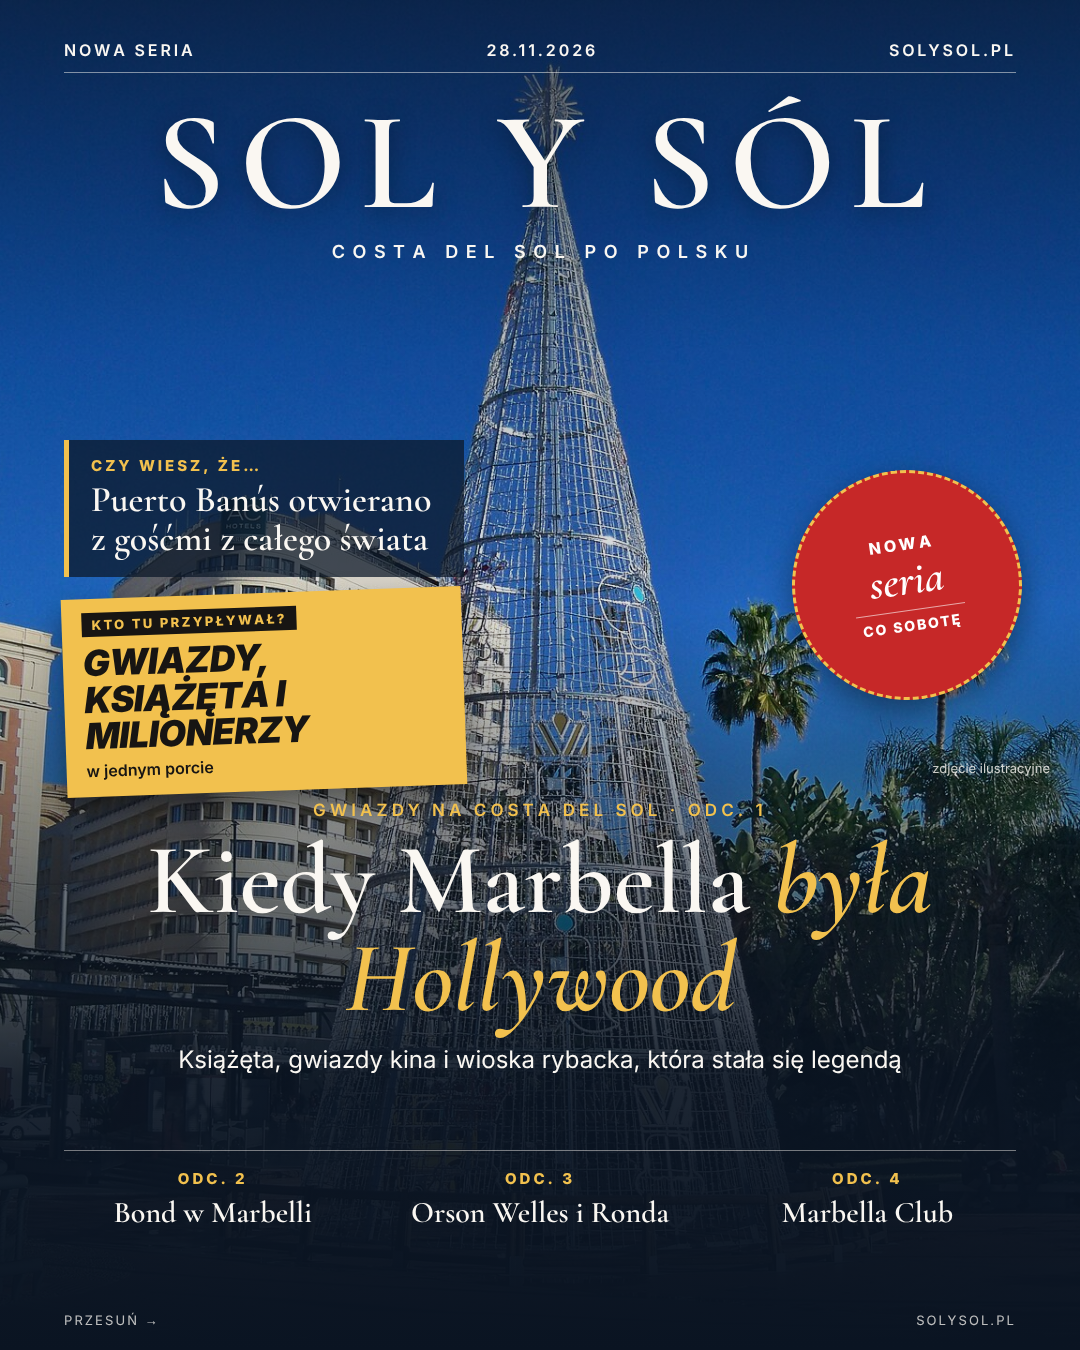 NOWA SERIA
28.11.2026
SOLYSOL.PL
SOL Y SÓL
COSTA DEL SOL PO POLSKU
CZY WIESZ, ŻE...
Puerto Banús otwierano
z gośćmi z całego świata
AC
HOTELS
KTO TU PRZYPŁYWAŁ?
GWIAZDY,
KSIĄŻĘTA I
MILIONERZY
w jednym porcie
NOWA
seria
CO SOBOTĘ
zdjęcie ilustracyjne
GWIAZDY NA COSTA DEL SOL · ODC. 1
Kiedy Marbella była
Hollywood
Książęta, gwiazdy kina i wioska rybacka, która stała się legendą
ODC. 2
Bond w Marbelli
ODC. 3
Orson Welles i Ronda
ODC. 4
Marbella Club
PRZESUŃ →
SOLYSOL.PL